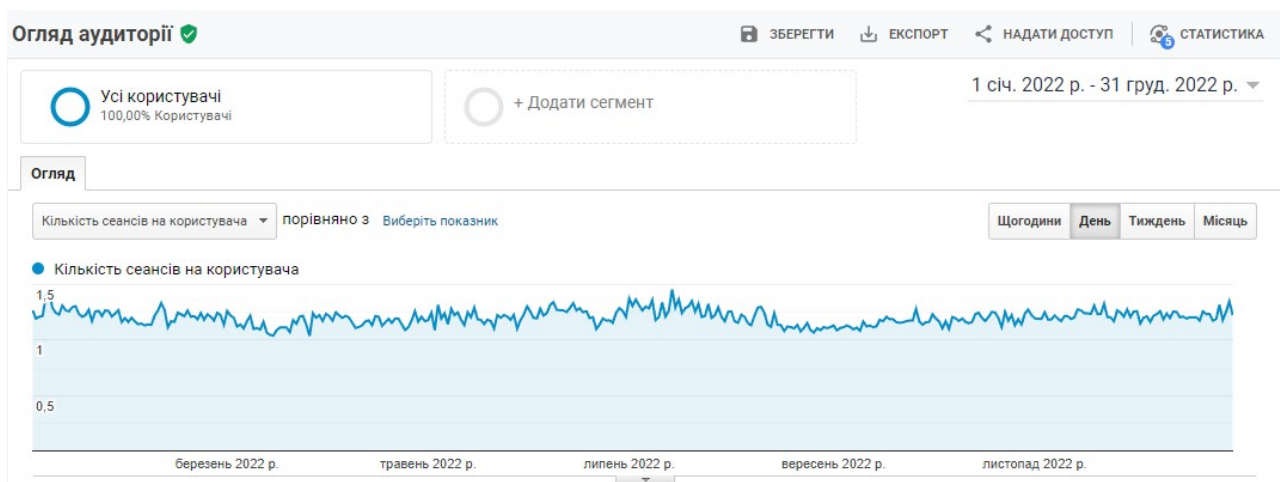 Огляд аудиторії
ЗБЕРЕГТИ ЕКСПОРТ НАДАТИ ДОСТУП 5 СТАТИСТИКА
Усі користувачі
100,00% Користувачі
+ Додати сегмент
1 січ. 2022 р. - 31 груд. 2022 р.
Огляд
Кількість сеансів на користувача порівняно з Виберіть показник
Щогодини День Тиждень Місяць
Кількість сеансів на користувача
1,5
1
0,5
березень 2022 р. травень 2022 р. липень 2022 р. вересень 2022 р. листопад 2022 р.